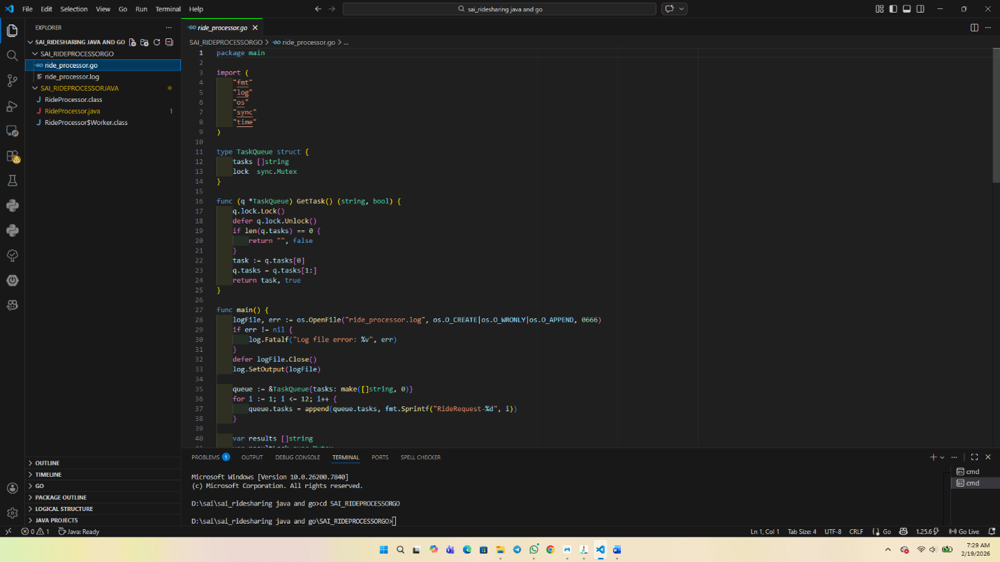 File Edit Selection View Go Run Terminal Help
sai_ridesharing java and go
EXPLORER
SAI_RIDESHARING JAVA AND GO
SAI_RIDEPROCESSORGO
ride_processor.go
ride_processor.log
SAI_RIDEPROCESSORJAVA
RideProcessor.class
RideProcessor.java 1
RideProcessor$Worker.class
OUTLINE
TIMELINE
GO
PACKAGE OUTLINE
LOGICAL STRUCTURE
JAVA PROJECTS
ride_processor.go
SAI_RIDEPROCESSORGO > ride_processor.go > ...
1 package main
2
3 import (
4 "fmt"
5 "log"
6 "os"
7 "sync"
8 "time"
9 )
10
11 type TaskQueue struct {
12 tasks []string
13 lock sync.Mutex
14 }
15
16 func (q *TaskQueue) GetTask() (string, bool) {
17 q.lock.Lock()
18 defer q.lock.Unlock()
19 if len(q.tasks) == 0 {
20 return "", false
21 }
22 task := q.tasks[0]
23 q.tasks = q.tasks[1:]
24 return task, true
25 }
26
27 func main() {
28 logFile, err := os.OpenFile("ride_processor.log", os.O_CREATE|os.O_WRONLY|os.O_APPEND, 0666)
29 if err != nil {
30 log.Fatalf("Log file error: %v", err)
31 }
32 defer logFile.Close()
33 log.SetOutput(logFile)
34
35 queue := &TaskQueue{tasks: make([]string, 0)}
36 for i := 1; i <= 12; i++ {
37 queue.tasks = append(queue.tasks, fmt.Sprintf("RideRequest-%d", i))
38 }
39
40 var results []string
PROBLEMS 1 OUTPUT DEBUG CONSOLE TERMINAL PORTS SPELL CHECKER
Microsoft Windows [Version 10.0.26200.7840]
(c) Microsoft Corporation. All rights reserved.
D:\sai\sai_ridesharing java and go>cd SAI_RIDEPROCESSORGO
D:\sai\sai_ridesharing java and go\SAI_RIDEPROCESSORGO>
cmd
cmd
0 1 Java: Ready
Ln 1, Col 1 Tab Size: 4 UTF-8 CRLF Go 1.25.6 Go Live
7:29 AM
2/19/2026